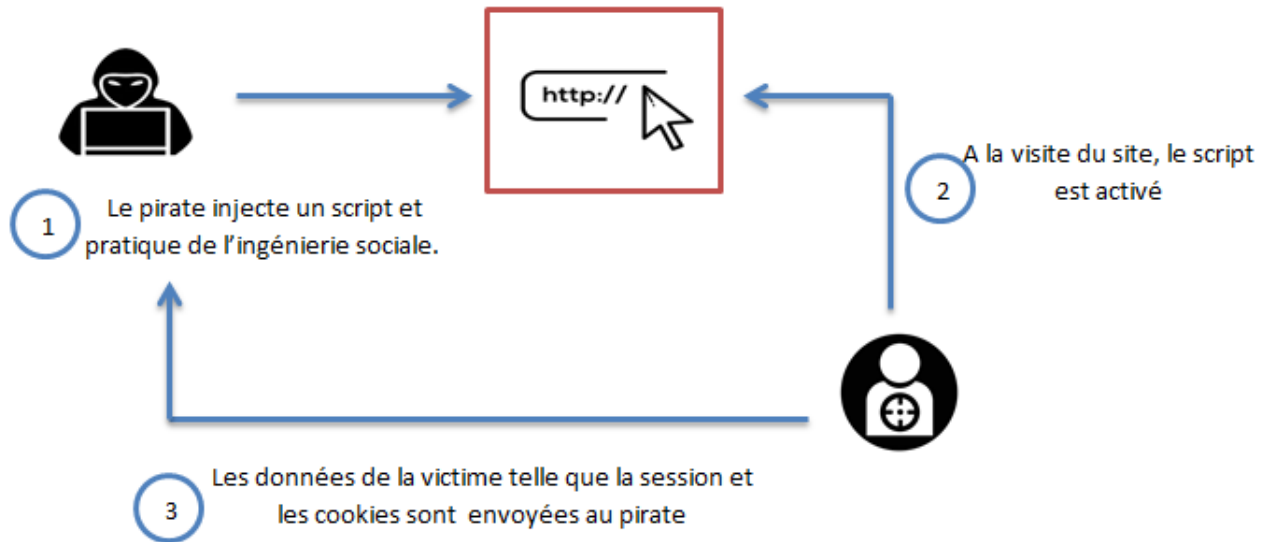 http://
1
Le pirate injecte un script et
pratique de l'ingénierie sociale.
2
A la visite du site, le script
est activé
3
Les données de la victime telle que la session et
les cookies sont envoyées au pirate